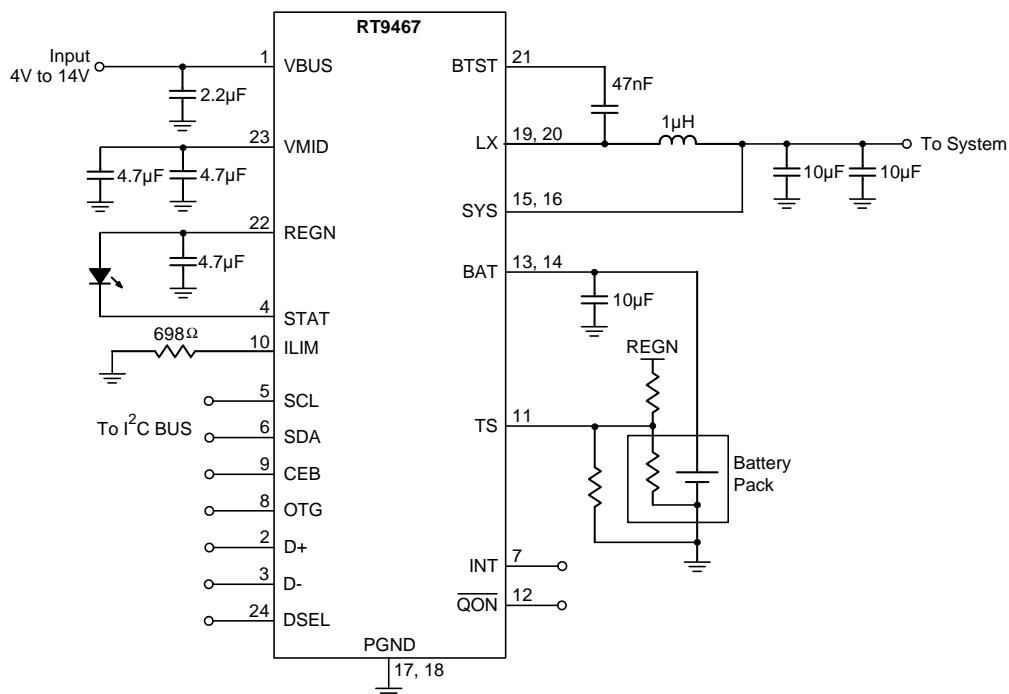 RT9467
Input
4V to 14V
1
VBUS
2.2µF
23
VMID
4.7µF
4.7µF
22
REGN
4.7µF
4
STAT
698Ω
10
ILIM
5
SCL
To I²C BUS
6
SDA
9
CEB
8
OTG
2
D+
3
D-
24
DSEL
PGND
17, 18
BTST
21
47nF
LX
19, 20
1µH
To System
10µF
10µF
SYS
15, 16
BAT
13, 14
10µF
REGN
TS
11
Battery
Pack
INT
7
QON
12